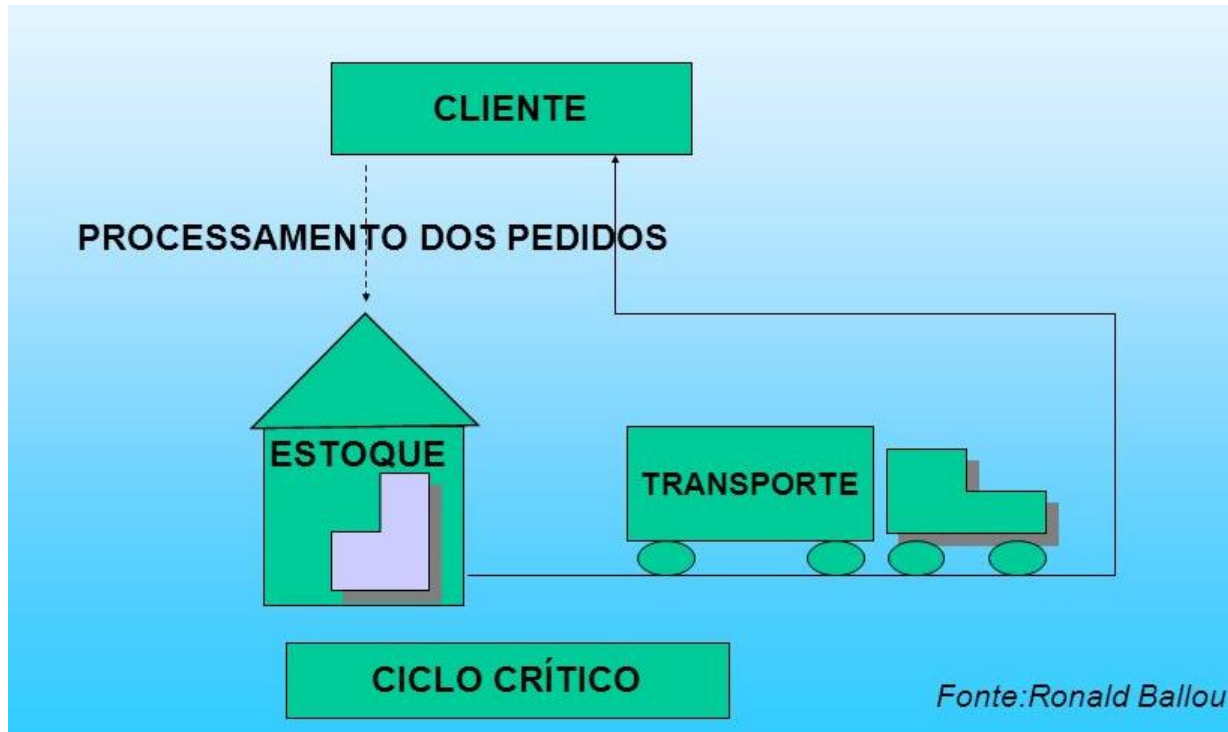 CLIENTE
PROCESSAMENTO DOS PEDIDOS
ESTOQUE
TRANSPORTE
CICLO CRÍTICO
Fonte:Ronald Ballou